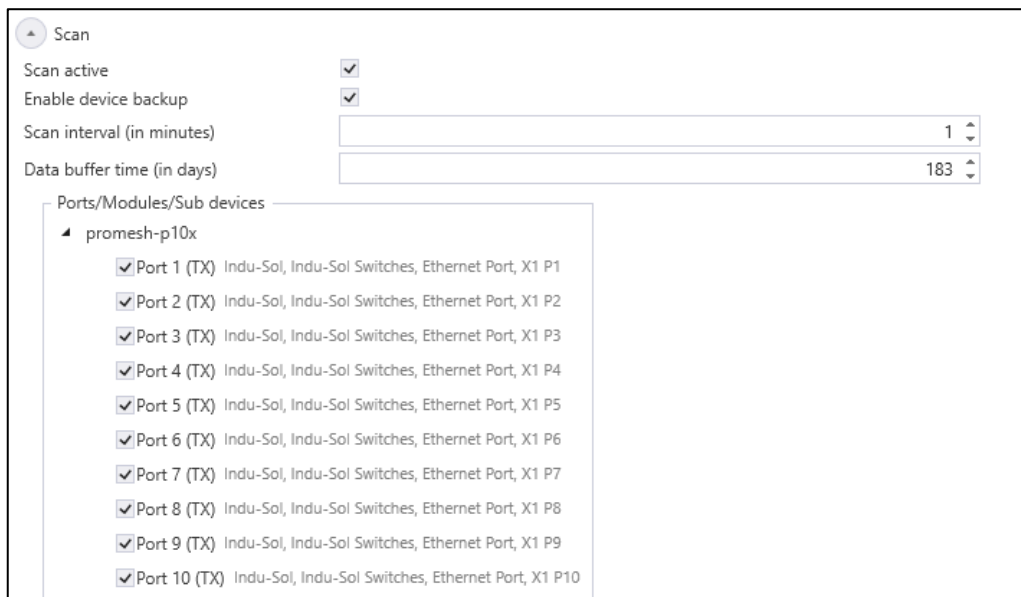 Scan
Scan active
Enable device backup
Scan interval (in minutes) 1
Data buffer time (in days) 183
Ports/Modules/Sub devices
promesh-p10x
Port 1 (TX) Indu-Sol, Indu-Sol Switches, Ethernet Port, X1 P1
Port 2 (TX) Indu-Sol, Indu-Sol Switches, Ethernet Port, X1 P2
Port 3 (TX) Indu-Sol, Indu-Sol Switches, Ethernet Port, X1 P3
Port 4 (TX) Indu-Sol, Indu-Sol Switches, Ethernet Port, X1 P4
Port 5 (TX) Indu-Sol, Indu-Sol Switches, Ethernet Port, X1 P5
Port 6 (TX) Indu-Sol, Indu-Sol Switches, Ethernet Port, X1 P6
Port 7 (TX) Indu-Sol, Indu-Sol Switches, Ethernet Port, X1 P7
Port 8 (TX) Indu-Sol, Indu-Sol Switches, Ethernet Port, X1 P8
Port 9 (TX) Indu-Sol, Indu-Sol Switches, Ethernet Port, X1 P9
Port 10 (TX) Indu-Sol, Indu-Sol Switches, Ethernet Port, X1 P10